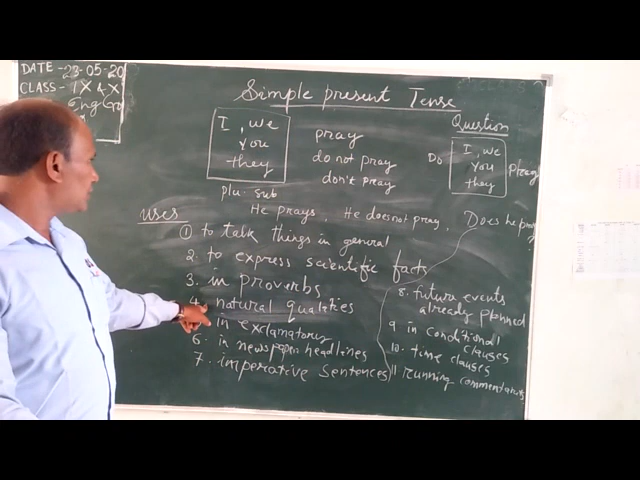 DATE - 23-05-20
CLASS - IX & X
Eng Gr
Simple present Tense
I, we
you
they
plu. sub
pray
do not pray
don't pray
Question
Do
I, we
you
they
pray
He prays, He does not pray, Does he pray
uses
① to talk things in general
2. to express scientific facts
3. in proverbs
4. natural qualities
in exclamatory
6. in newspaper headlines
7. imperative sentences
8. future events
already planned
9 in conditional
clauses
10. time clauses
11 running commentary